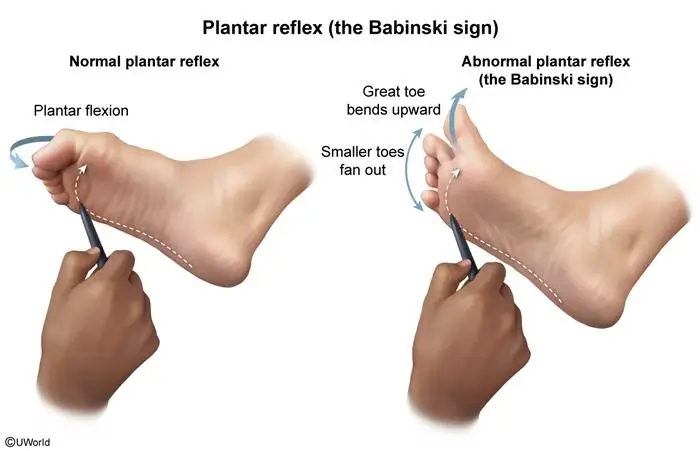 Plantar reflex (the Babinski sign)
Normal plantar reflex
Plantar flexion
Abnormal plantar reflex
(the Babinski sign)
Great toe
bends upward
Smaller toes
fan out
©UWorld